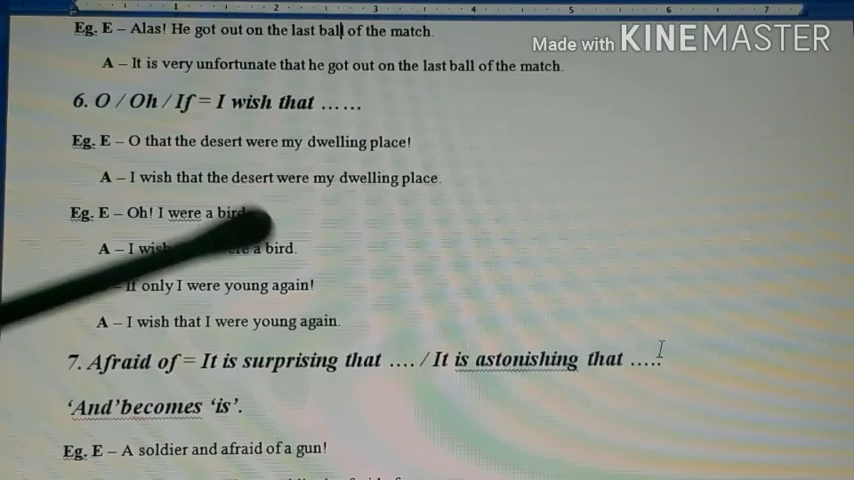 Eg. E – Alas! He got out on the last ball of the match.
Made with KINEMASTER
A – It is very unfortunate that he got out on the last ball of the match.
6. O / Oh / If = I wish that ……
Eg. E – O that the desert were my dwelling place!
A – I wish that the desert were my dwelling place.
Eg. E – Oh! I were a bird
A – I wish a bird.
If only I were young again!
A – I wish that I were young again.
7. Afraid of = It is surprising that …. / It is astonishing that …..
‘And’becomes ‘is’.
Eg. E – A soldier and afraid of a gun!